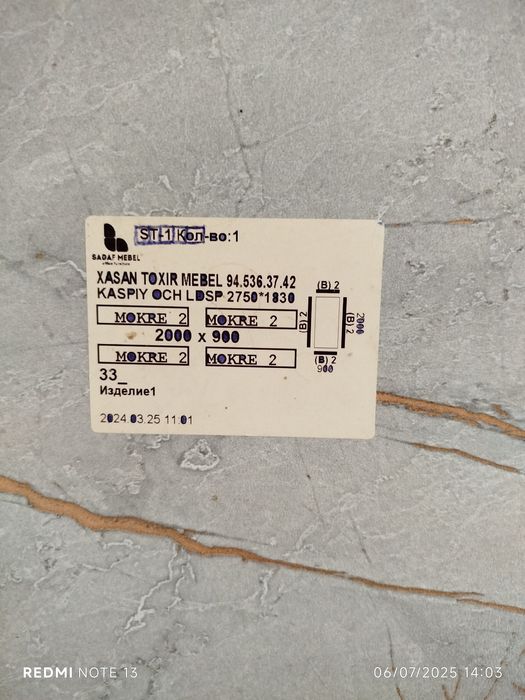 ST-1 Кол-во:1
SADAF MEBEL
XASAN TOXIR MEBEL 94.536.37.42
KASPIY OCH LDSP 2750*1830
MOKRE 2 MOKRE 2
2000 x 900
MOKRE 2 MOKRE 2
33_
Изделие1
2024.03.25 11:01
(B) 2
(B) 2
(B) 2
2000
(B) 2
900
REDMI NOTE 13
06/07/2025 14:03